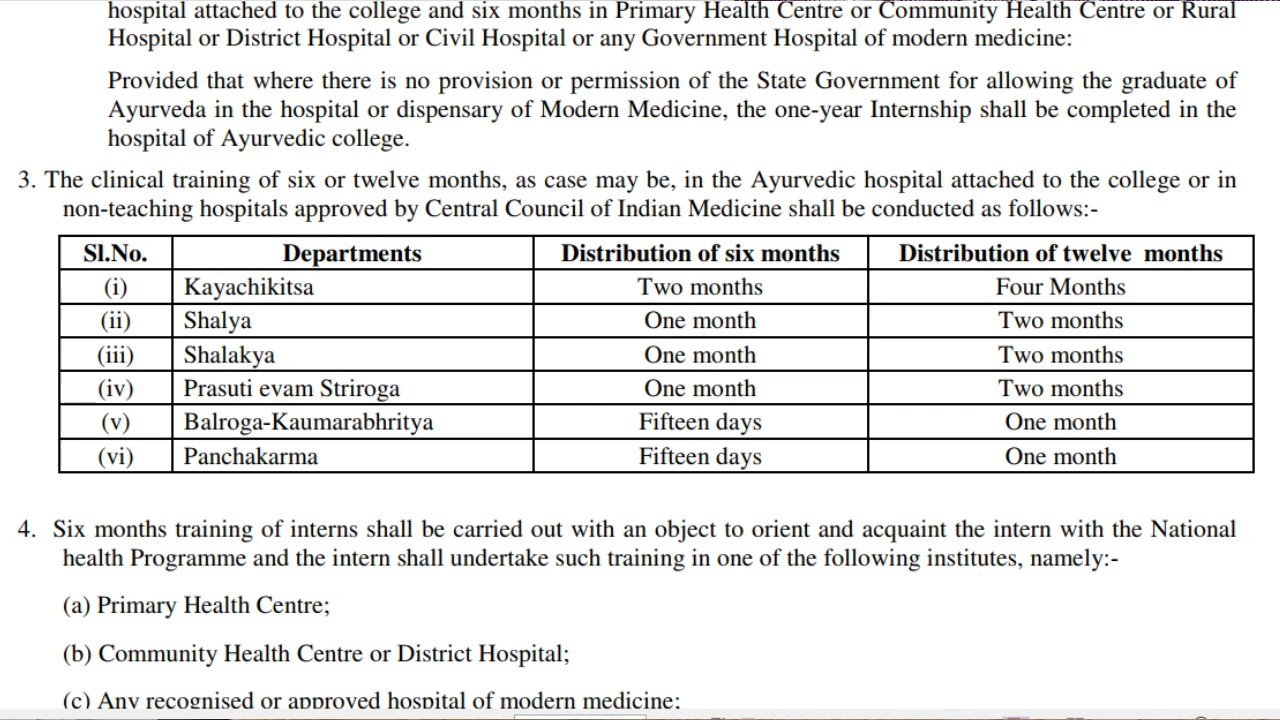 hospital attached to the college and six months in Primary Health Centre or Community Health Centre or Rural
Hospital or District Hospital or Civil Hospital or any Government Hospital of modern medicine:
Provided that where there is no provision or permission of the State Government for allowing the graduate of
Ayurveda in the hospital or dispensary of Modern Medicine, the one-year Internship shall be completed in the
hospital of Ayurvedic college.
3. The clinical training of six or twelve months, as case may be, in the Ayurvedic hospital attached to the college or in
non-teaching hospitals approved by Central Council of Indian Medicine shall be conducted as follows:-
Sl.No. Departments Distribution of six months Distribution of twelve months
(i) Kayachikitsa Two months Four Months
(ii) Shalya One month Two months
(iii) Shalakya One month Two months
(iv) Prasuti evam Striroga One month Two months
(v) Balroga-Kaumarabhritya Fifteen days One month
(vi) Panchakarma Fifteen days One month
4. Six months training of interns shall be carried out with an object to orient and acquaint the intern with the National
health Programme and the intern shall undertake such training in one of the following institutes, namely:-
(a) Primary Health Centre;
(b) Community Health Centre or District Hospital;
(c) Any recognised or approved hospital of modern medicine;